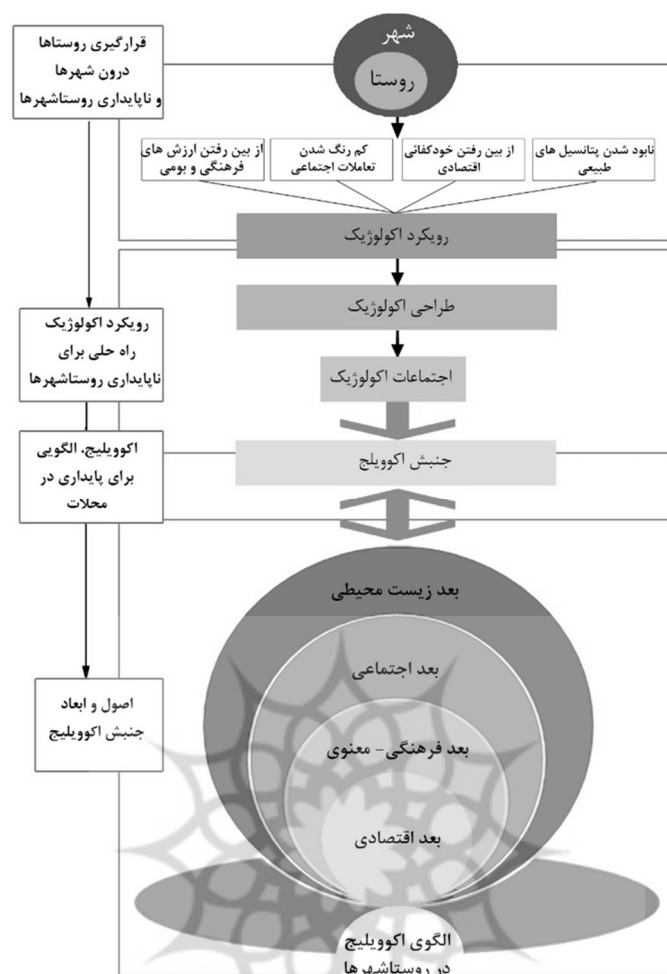 قرارگیری روستاها
درون شهرها
و ناپایداری روستاشهرها
شهر
روستا
نابود شدن پتانسیل های
طبیعی
از بین رفتن خودکفائی
اقتصادی
کم رنگ شدن
تعاملات اجتماعی
از بین رفتن ارزش های
فرهنگی و بومی
رویکرد اکولوژیک
طراحی اکولوژیک
رویکرد اکولوژیک
راه حلی برای
ناپایداری روستاشهرها
اجتماعات اکولوژیک
اکوویلیج، الگویی
برای پایداری در
محلات
جنبش اکوویلج
بعد زیست محیطی
بعد اجتماعی
اصول و ابعاد
جنبش اکوویلیج
بعد فرهنگی- معنوی
بعد اقتصادی
الگوی اکوویلیج
در روستاشهرها